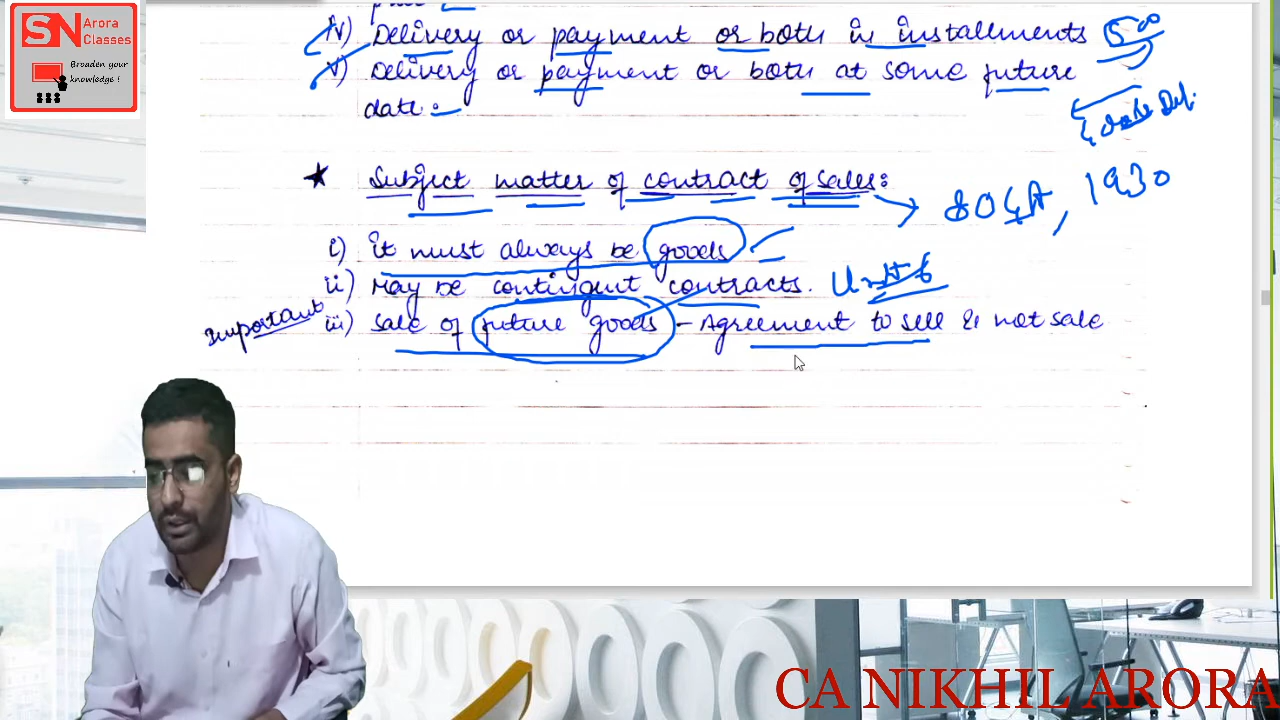 SN Arora
Classes
Broaden your
knowledge !
iv) Delivery or payment or both in installments 500
v) Delivery or payment or both at some future
date :-
★ Subject matter of contract of sales: → SOGA, 1930
i) it must always be goods
ii) May be contingent contracts.
Important iii) Sale of future goods - Agreement to sell & not sale
CA NIKHIL ARORA